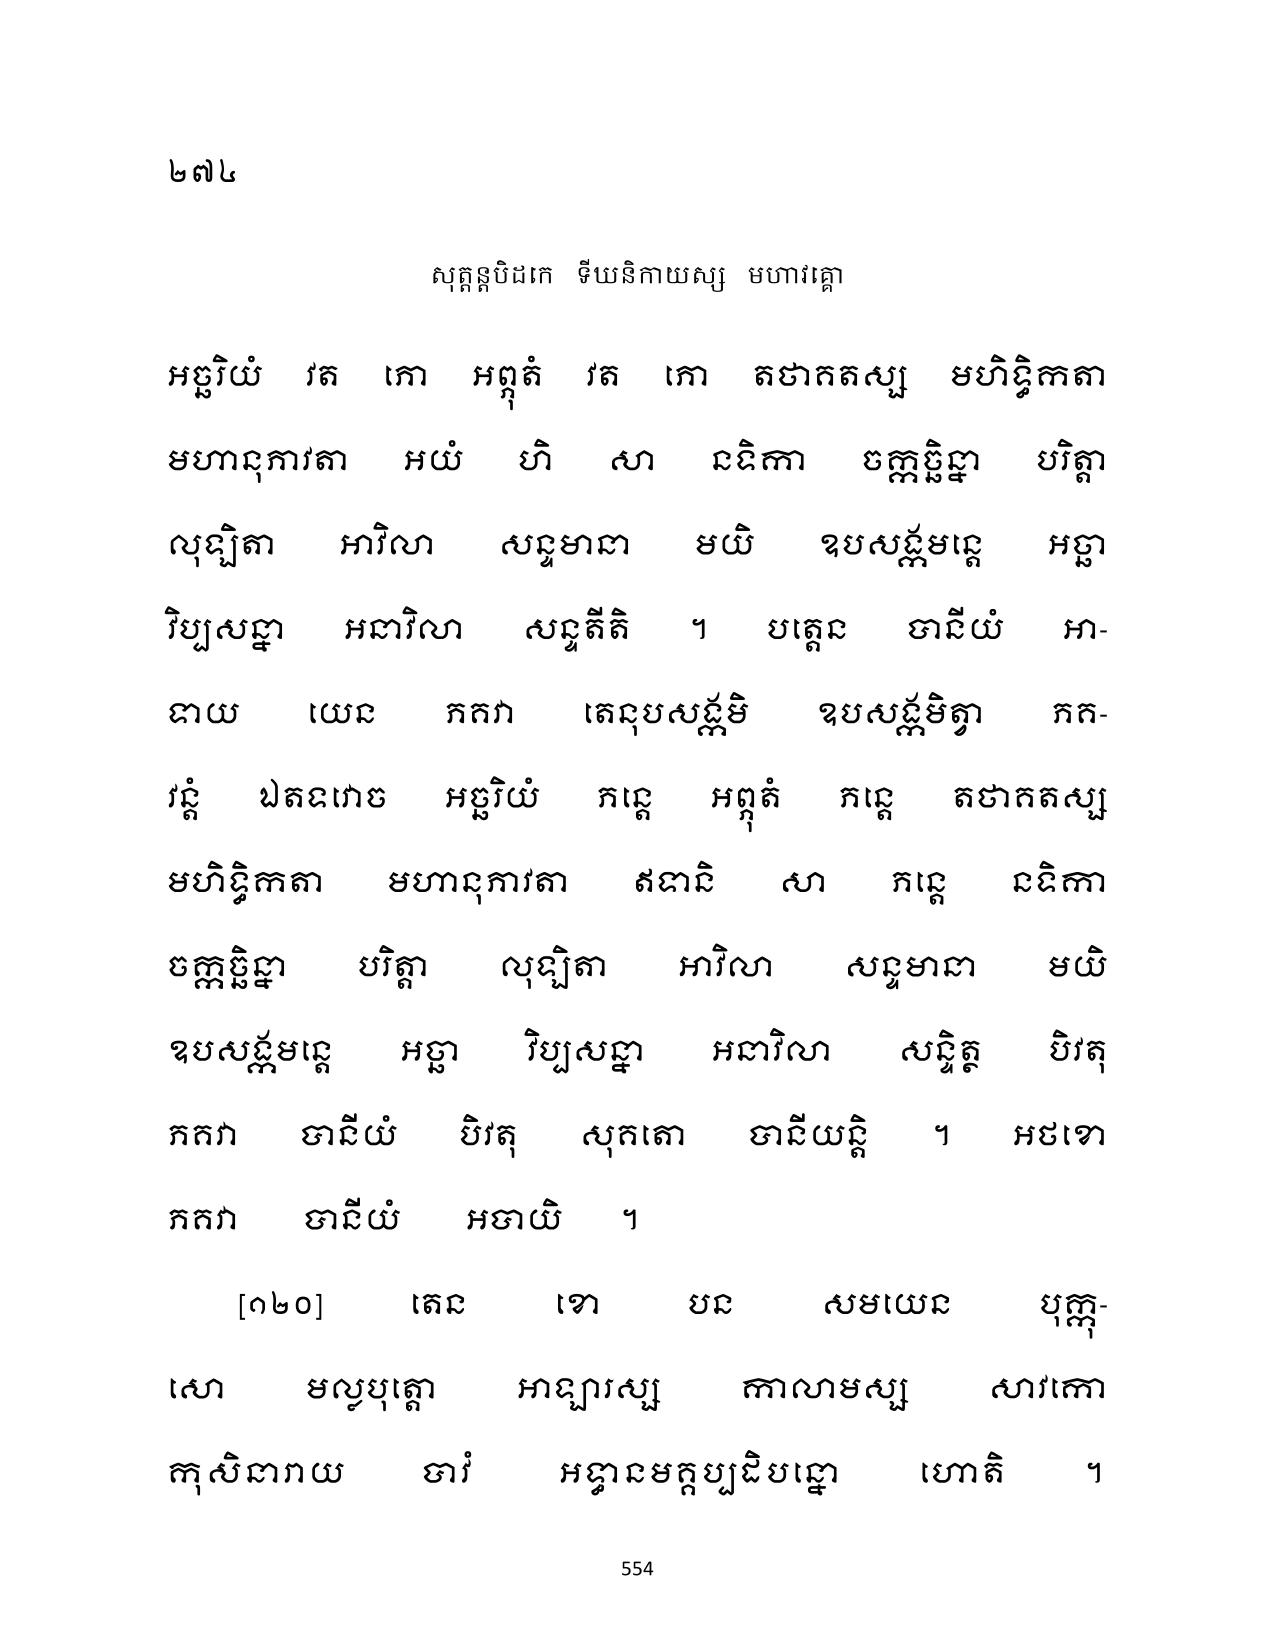 ២៧៤
សុត្តន្តបិដកេ ទីឃនិកាយស្ស មហាវគ្គោ
អច្ឆរិយំ វត ភោ អព្ភុតំ វត ភោ តថាគតស្ស មហិទ្ធិកតា
មហានុភាវតា អយំ ហិ សា នទិកា ចក្កច្ឆិន្នា បរិត្តា
លុឡិតា អាវិលា សន្ទមានា មយិ ឧបសង្កមន្តេ អច្ឆា
វិប្បសន្នា អនាវិលា សន្ទតីតិ ។ បត្តេន បានីយំ អា-
ទាយ យេន ភគវា តេនុបសង្កមិ ឧបសង្កមិត្វា ភគ-
វន្តំ ឯតទវោច អច្ឆរិយំ ភន្តេ អព្ភុតំ ភន្តេ តថាគតស្ស
មហិទ្ធិកតា មហានុភាវតា ឥទានិ សា ភន្តេ នទិកា
ចក្កច្ឆិន្នា បរិត្តា លុឡិតា អាវិលា សន្ទមានា មយិ
ឧបសង្កមន្តេ អច្ឆា វិប្បសន្នា អនាវិលា សន្ទិត្ថ បិវតុ
ភគវា បានីយំ បិវតុ សុគតោ បានីយន្តិ ។ អថខោ
ភគវា បានីយំ អបាយិ ។
[១២០] តេន ខោ បន សមយេន បុក្កុ-
សោ មល្លបុត្តោ អាឡារស្ស កាលាមស្ស សាវកោ
កុសិនារាយ បាវំ អទ្ធានមគ្គប្បដិបន្នោ ហោតិ ។
554